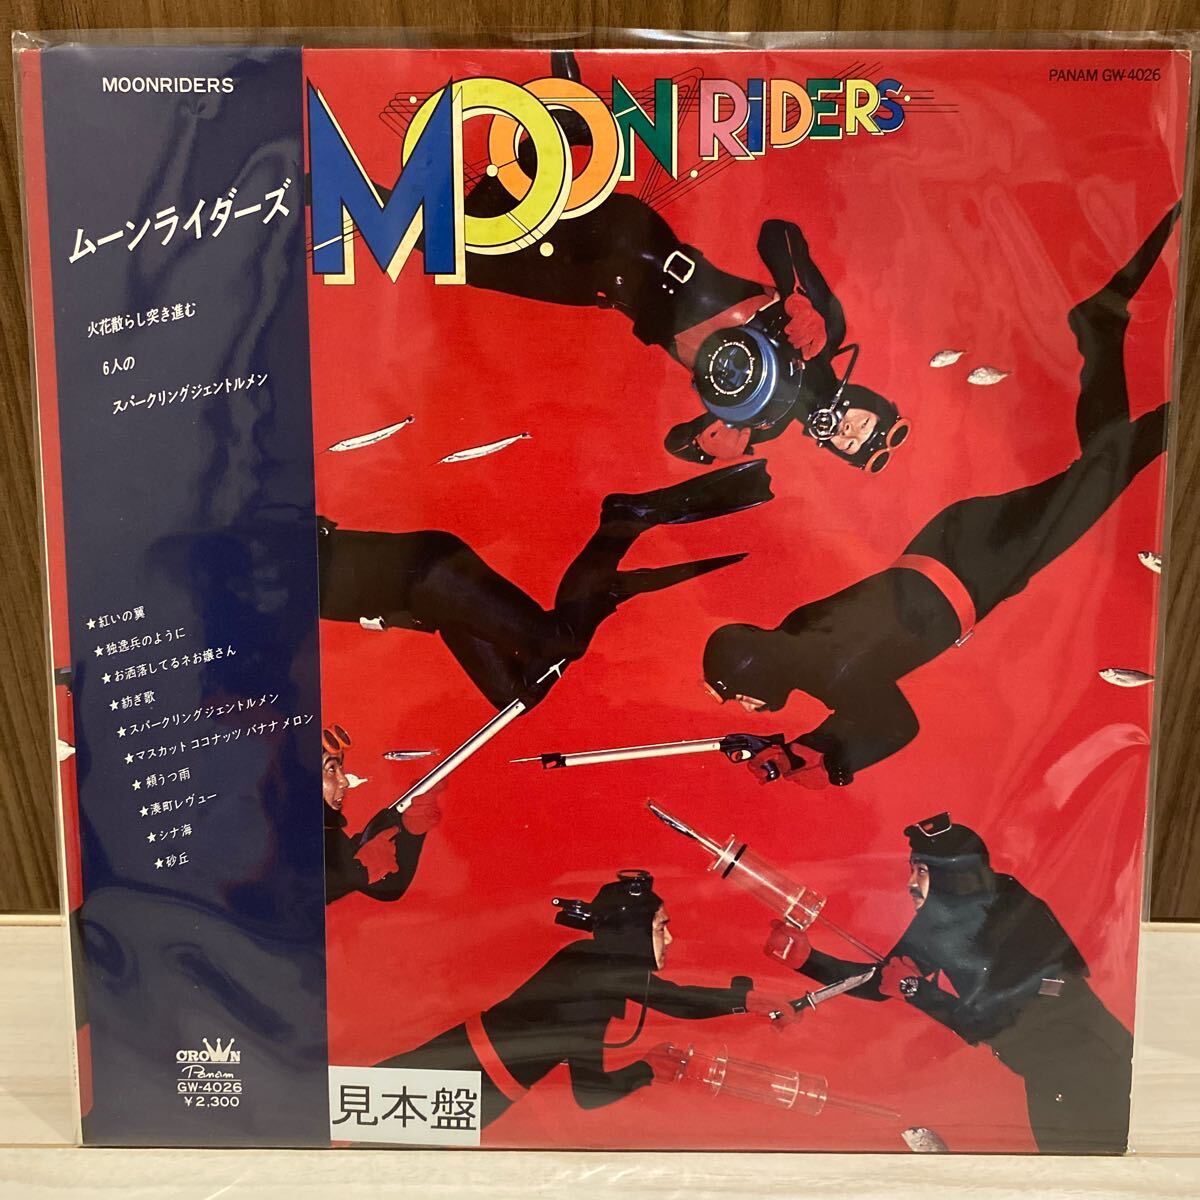 MOONRIDERS
ムーンライダーズ
火花散らし突き進む
6人の
スパークリングジェントルメン
★紅いの翼
★独逸兵のように
★お洒落してるネお嬢さん
★紡ぎ歌
★スパークリングジェントルメン
★マスカット ココナッツ バナナ メロン
★頬うつ雨
★湊町レヴュー
★シナ海
★砂丘
CROWN
Panam
GW-4026
¥2,300
MOON RIDERS
PANAM GW-4026
見本盤